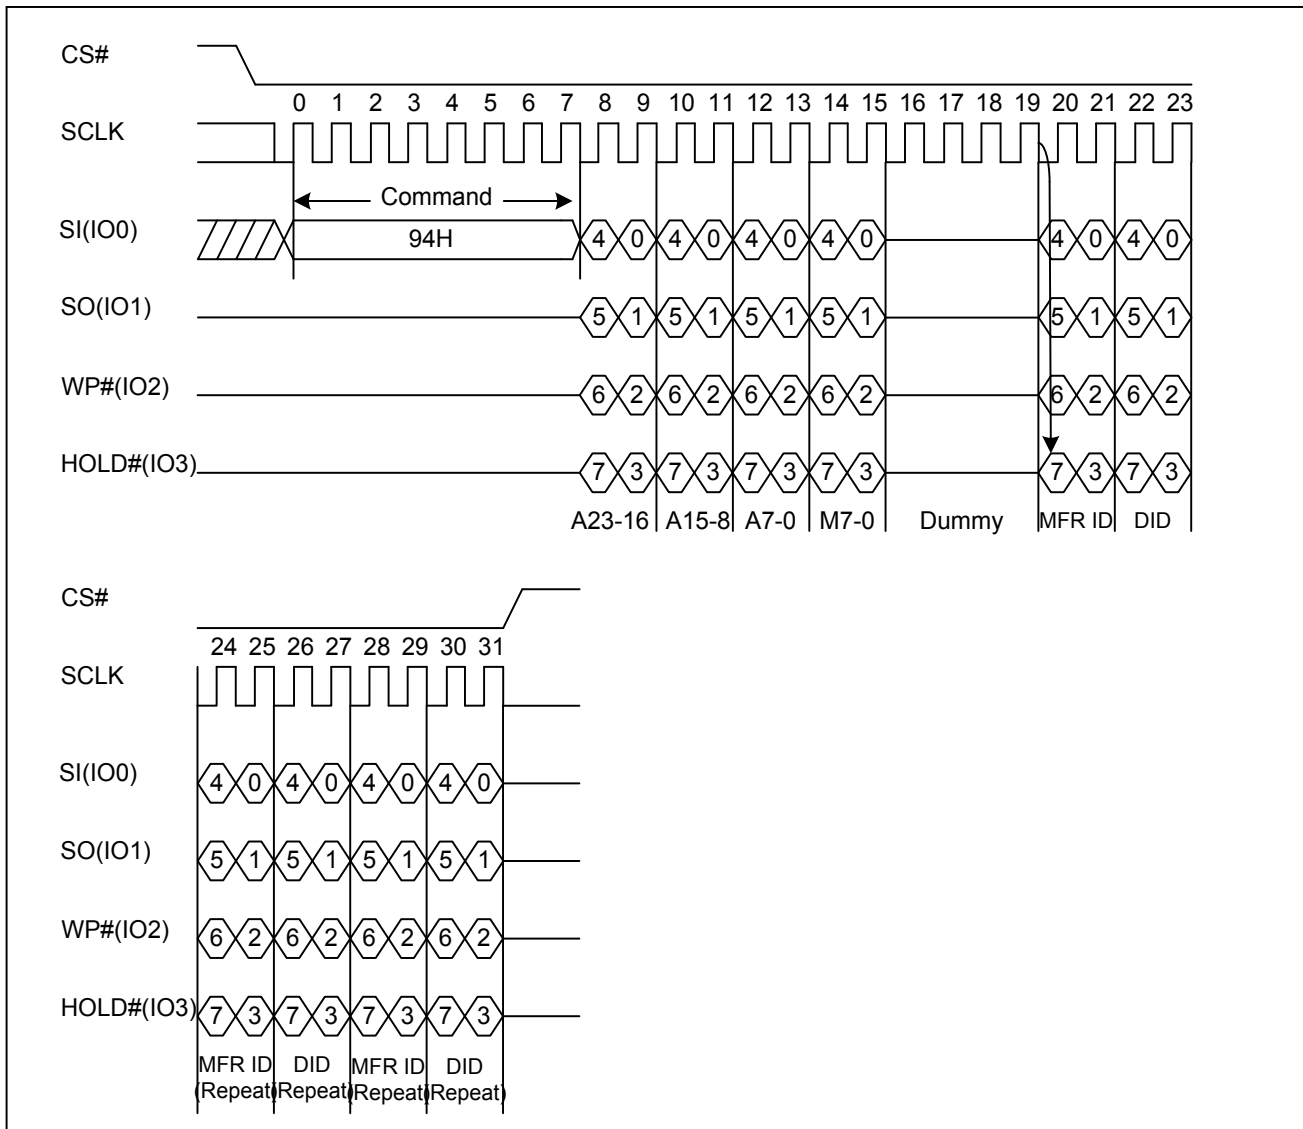 CS#
0 1 2 3 4 5 6 7 8 9 10 11 12 13 14 15 16 17 18 19 20 21 22 23
SCLK
Command
SI(IO0) 94H 4 0 4 0 4 0 4 0 4 0 4 0
SO(IO1) 5 1 5 1 5 1 5 1 5 1 5 1
WP#(IO2) 6 2 6 2 6 2 6 2 6 2 6 2
HOLD#(IO3) 7 3 7 3 7 3 7 3 7 3 7 3
A23-16 A15-8 A7-0 M7-0 Dummy MFR ID DID
CS#
24 25 26 27 28 29 30 31
SCLK
SI(IO0) 4 0 4 0 4 0 4 0
SO(IO1) 5 1 5 1 5 1 5 1
WP#(IO2) 6 2 6 2 6 2 6 2
HOLD#(IO3) 7 3 7 3 7 3 7 3
MFR ID DID MFR ID DID
(Repeat) (Repeat) (Repeat) (Repeat)